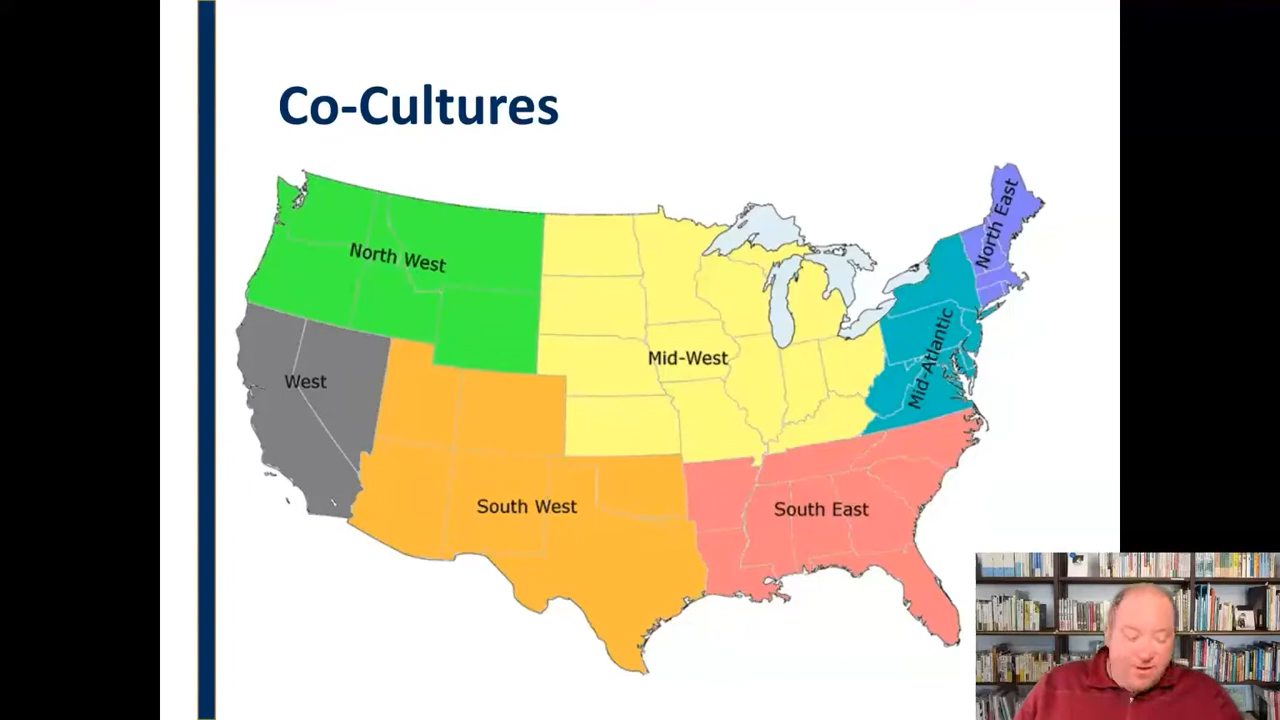 Co-Cultures
North West
North East
Mid-West
Mid-Atlantic
West
South West
South East